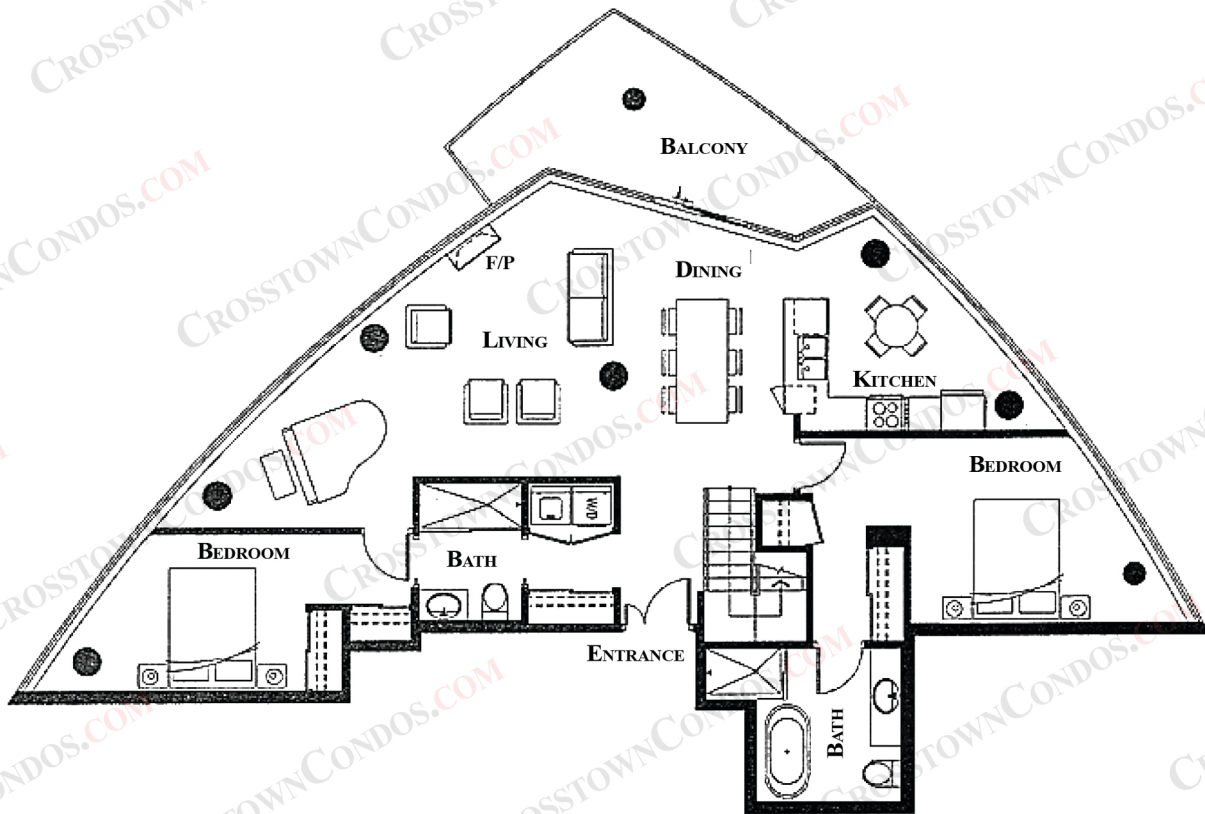 BALCONY
F/P
DINING
LIVING
KITCHEN
BEDROOM
W/D
BEDROOM
BATH
ENTRANCE
BATH
CROSSTOWNCONDOS.COM